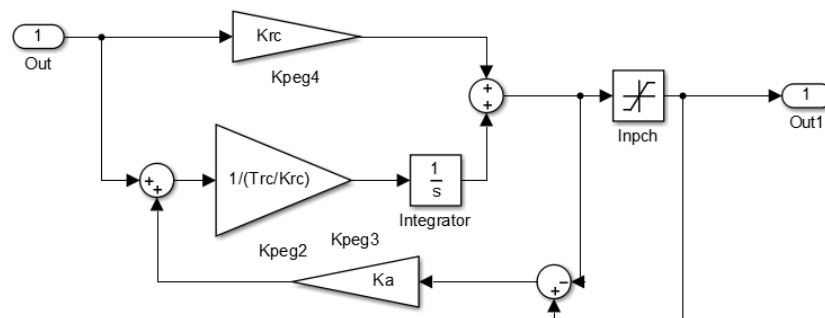 1
Out
Krc
Kpeg4
+
+
Inpch
1
Out1
+
+
1/(Trc/Krc)
1
s
Integrator
Kpeg2
Kpeg3
Ka
+
−